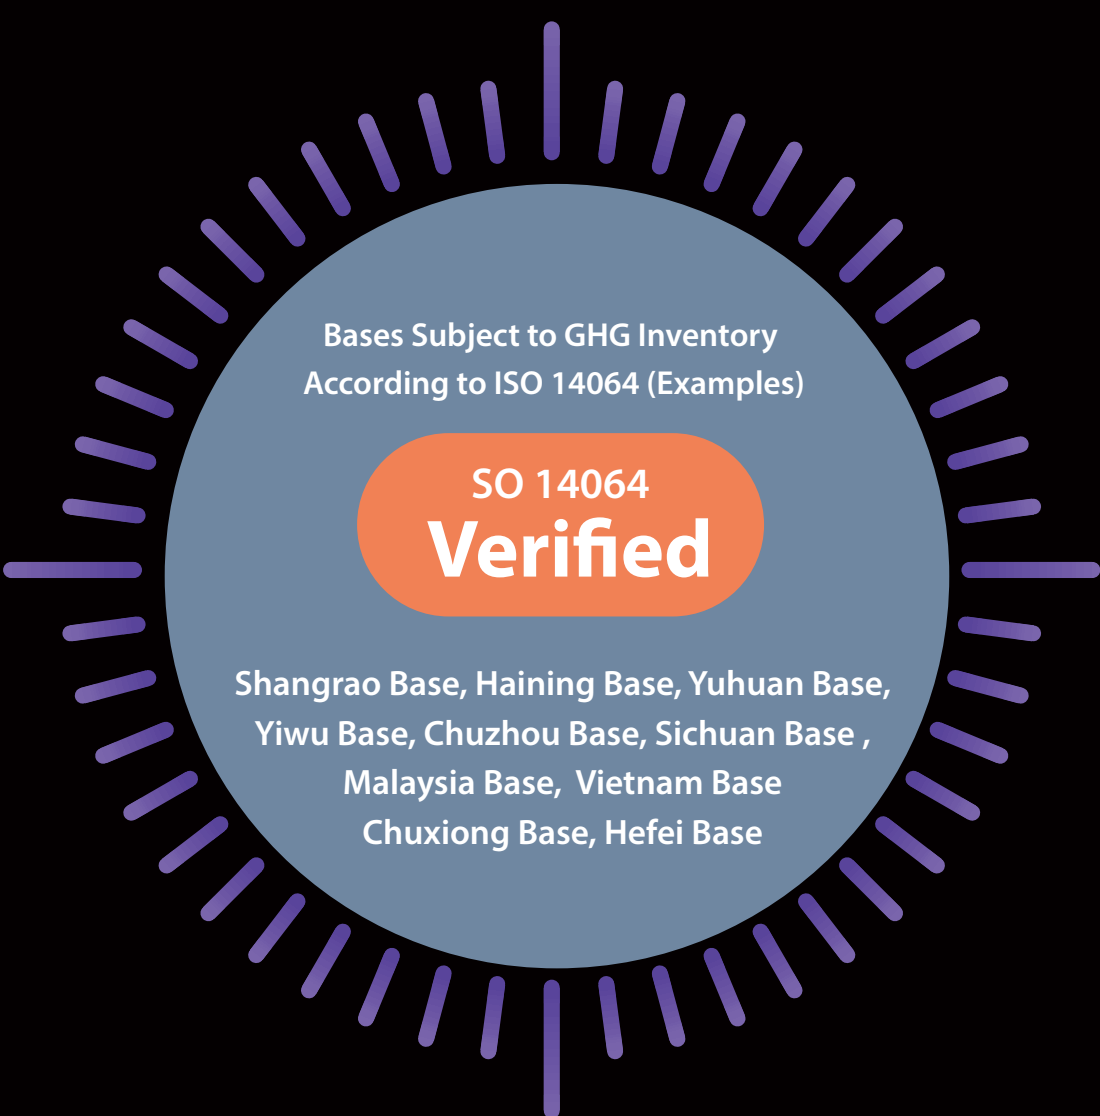 Bases Subject to GHG Inventory
According to ISO 14064 (Examples)
SO 14064
Verified
Shangrao Base, Haining Base, Yuhuan Base,
Yiwu Base, Chuzhou Base, Sichuan Base ,
Malaysia Base,  Vietnam Base
Chuxiong Base, Hefei Base